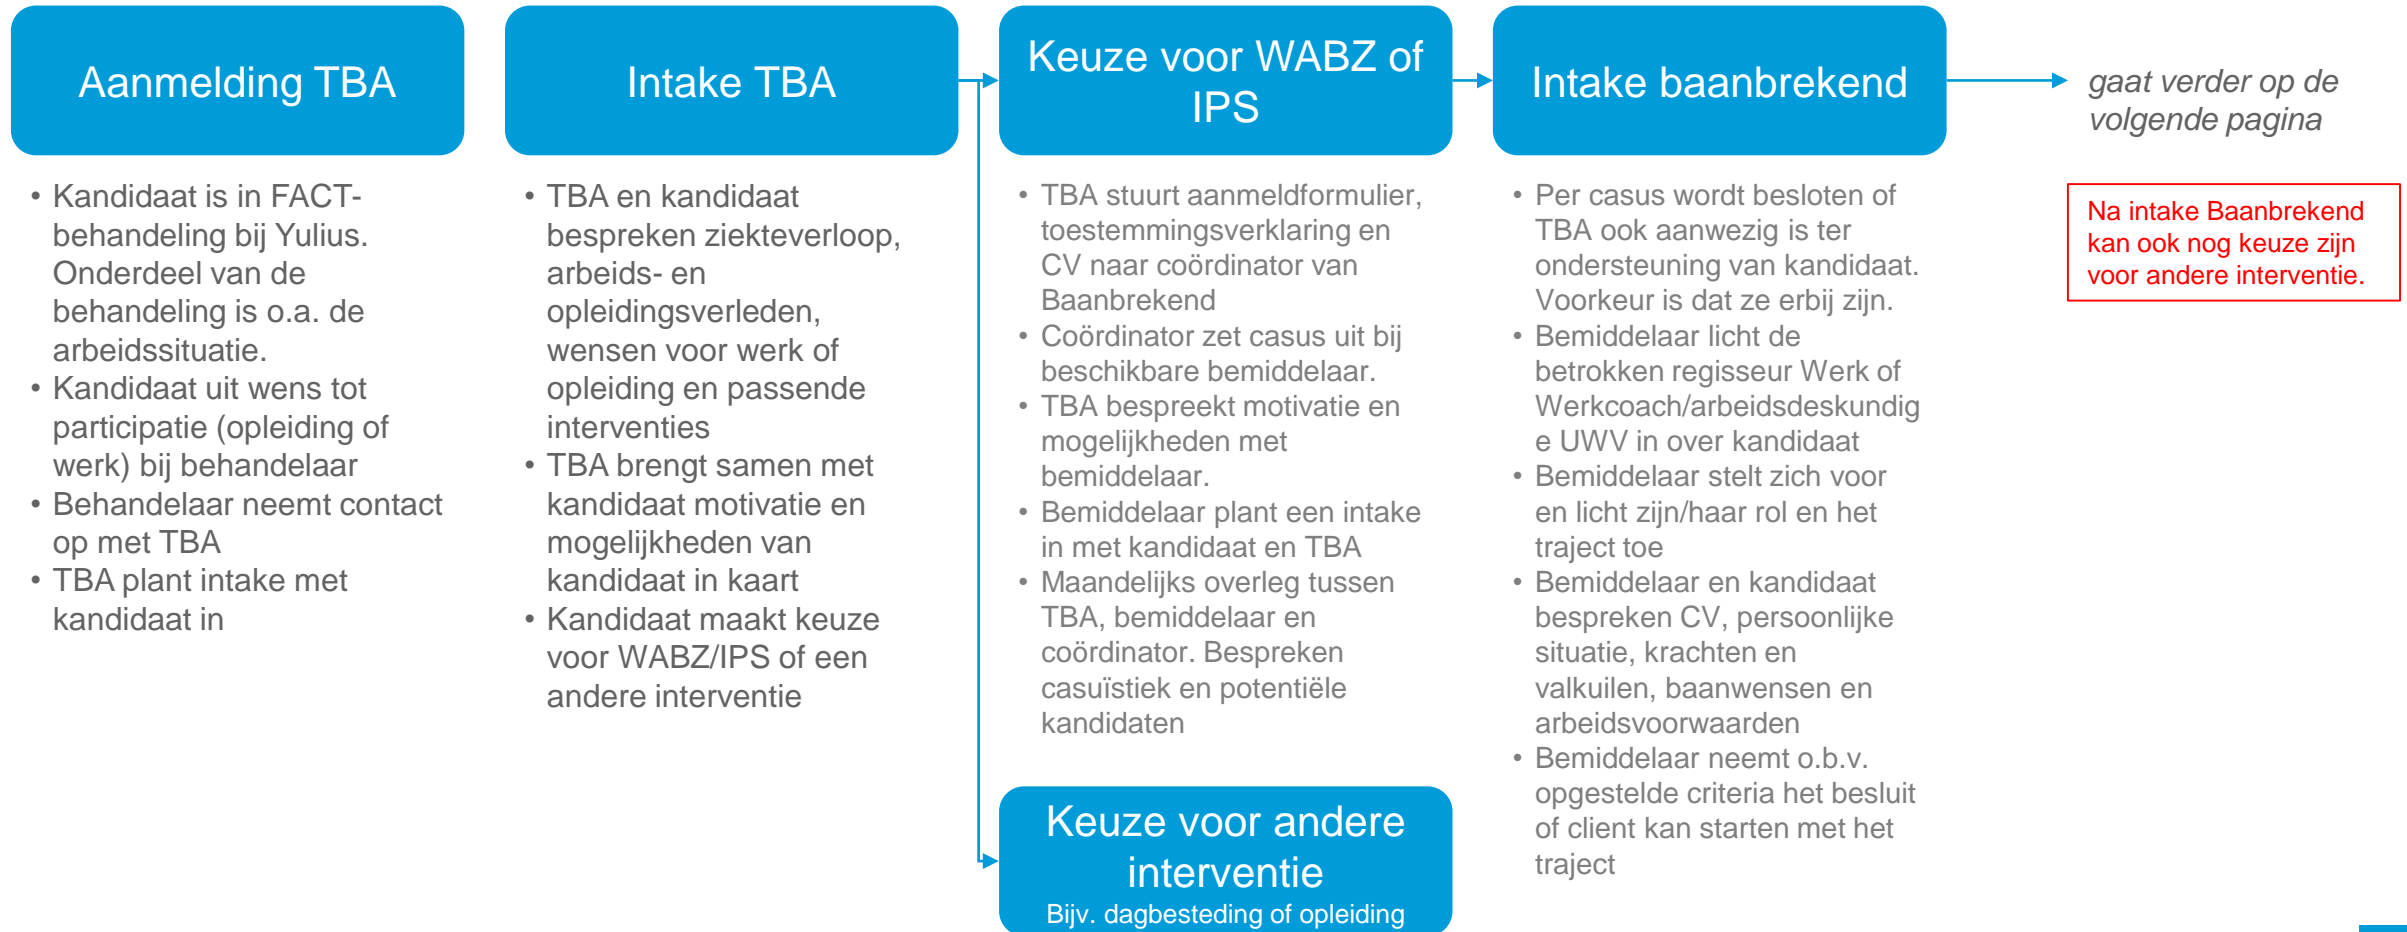 Aanmelding TBA
• Kandidaat is in FACT-
behandeling bij Yulius.
Onderdeel van de
behandeling is o.a. de
arbeidssituatie.
• Kandidaat uit wens tot
participatie (opleiding of
werk) bij behandelaar
• Behandelaar neemt contact
op met TBA
• TBA plant intake met
kandidaat in
Intake TBA
• TBA en kandidaat
bespreken ziekteverloop,
arbeids- en
opleidingsverleden,
wensen voor werk of
opleiding en passende
interventies
• TBA brengt samen met
kandidaat motivatie en
mogelijkheden van
kandidaat in kaart
• Kandidaat maakt keuze
voor WABZ/IPS of een
andere interventie
Keuze voor WABZ of
IPS
• TBA stuurt aanmeldformulier,
toestemmingsverklaring en
CV naar coördinator van
Baanbrekend
• Coördinator zet casus uit bij
beschikbare bemiddelaar.
• TBA bespreekt motivatie en
mogelijkheden met
bemiddelaar.
• Bemiddelaar plant een intake
in met kandidaat en TBA
• Maandelijks overleg tussen
TBA, bemiddelaar en
coördinator. Bespreken
casuïstiek en potentiële
kandidaten
Keuze voor andere
interventie
Bijv. dagbesteding of opleiding
Intake baanbrekend
• Per casus wordt besloten of
TBA ook aanwezig is ter
ondersteuning van kandidaat.
Voorkeur is dat ze erbij zijn.
• Bemiddelaar licht de
betrokken regisseur Werk of
Werkcoach/arbeidsdeskundig
e UWV in over kandidaat
• Bemiddelaar stelt zich voor
en licht zijn/haar rol en het
traject toe
• Bemiddelaar en kandidaat
bespreken CV, persoonlijke
situatie, krachten en
valkuilen, baanwensen en
arbeidsvoorwaarden
• Bemiddelaar neemt o.b.v.
opgestelde criteria het besluit
of client kan starten met het
traject
gaat verder op de
volgende pagina
Na intake Baanbrekend
kan ook nog keuze zijn
voor andere interventie.